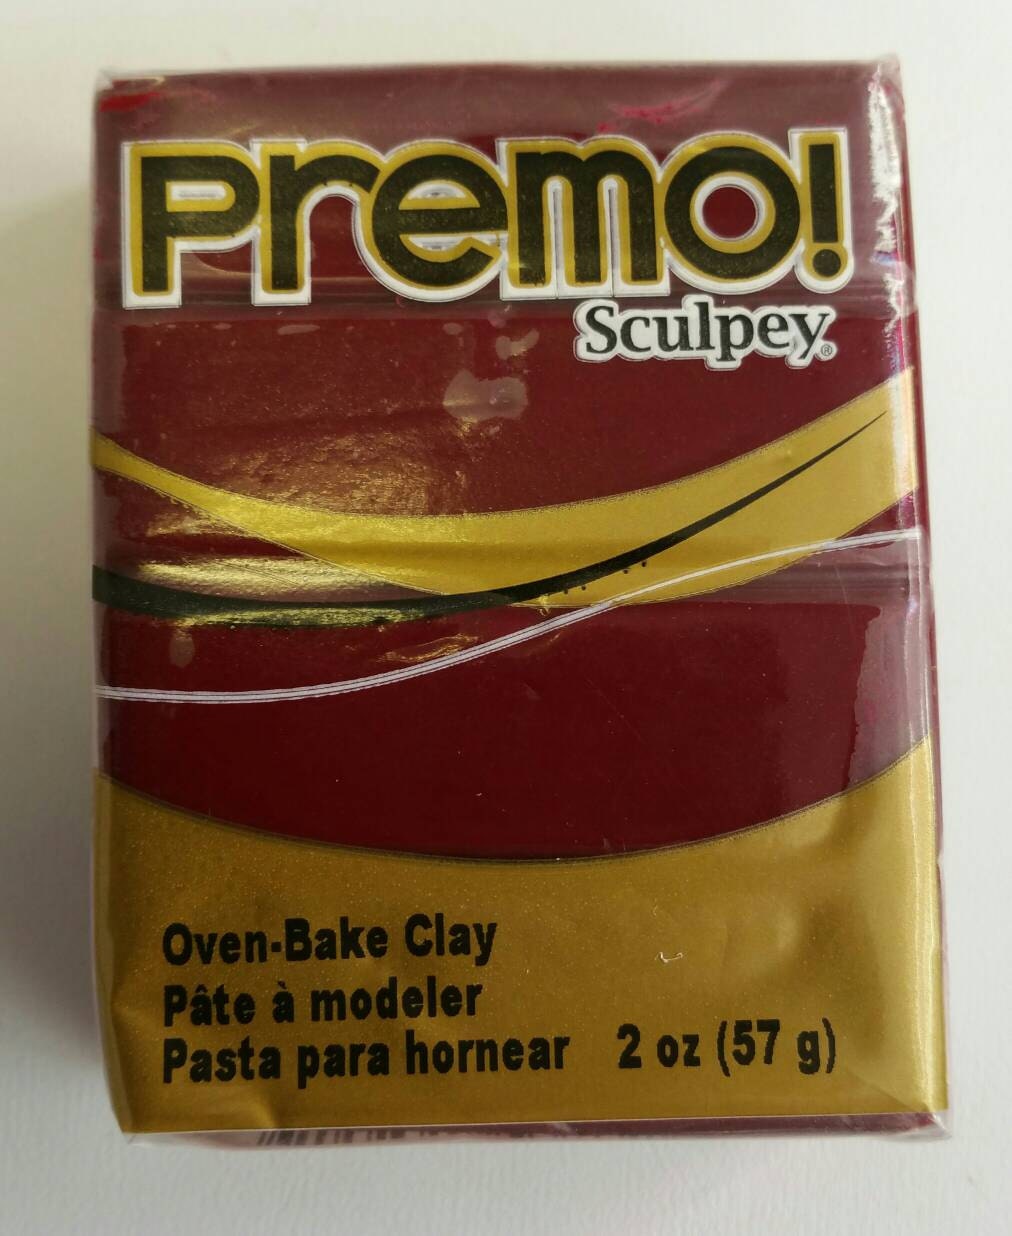 Premo!
Sculpey®
Oven-Bake Clay
Pâte à modeler
Pasta para hornear 2 oz (57 g)